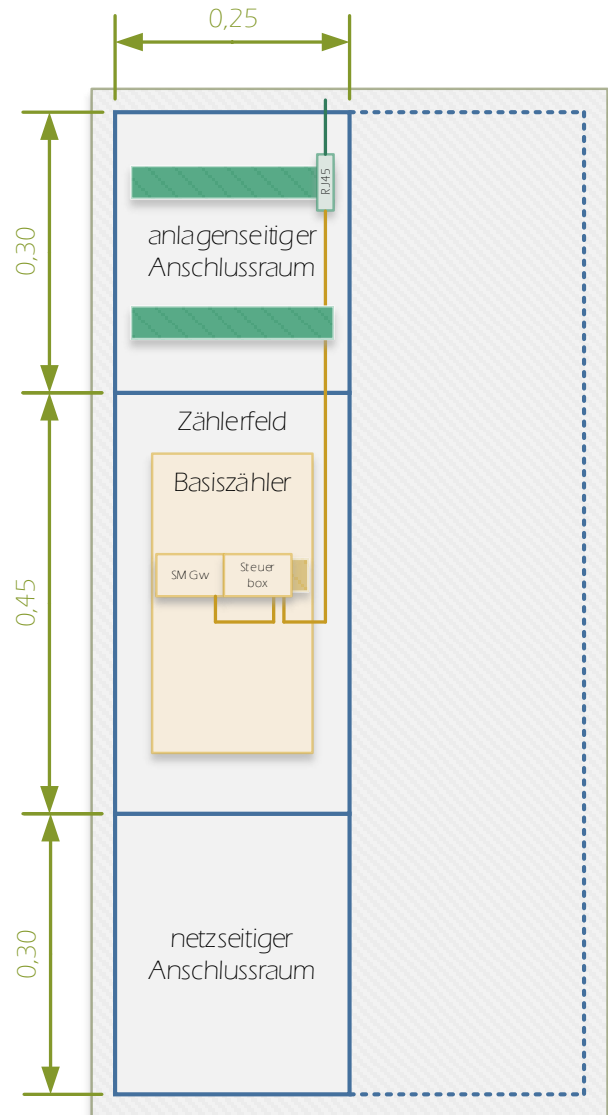 0,25
RJ45
0,30
anlagenseitiger
Anschlussraum
Zählerfeld
Basiszähler
SMGw
Steuer
box
0,45
netzseitiger
Anschlussraum
0,30